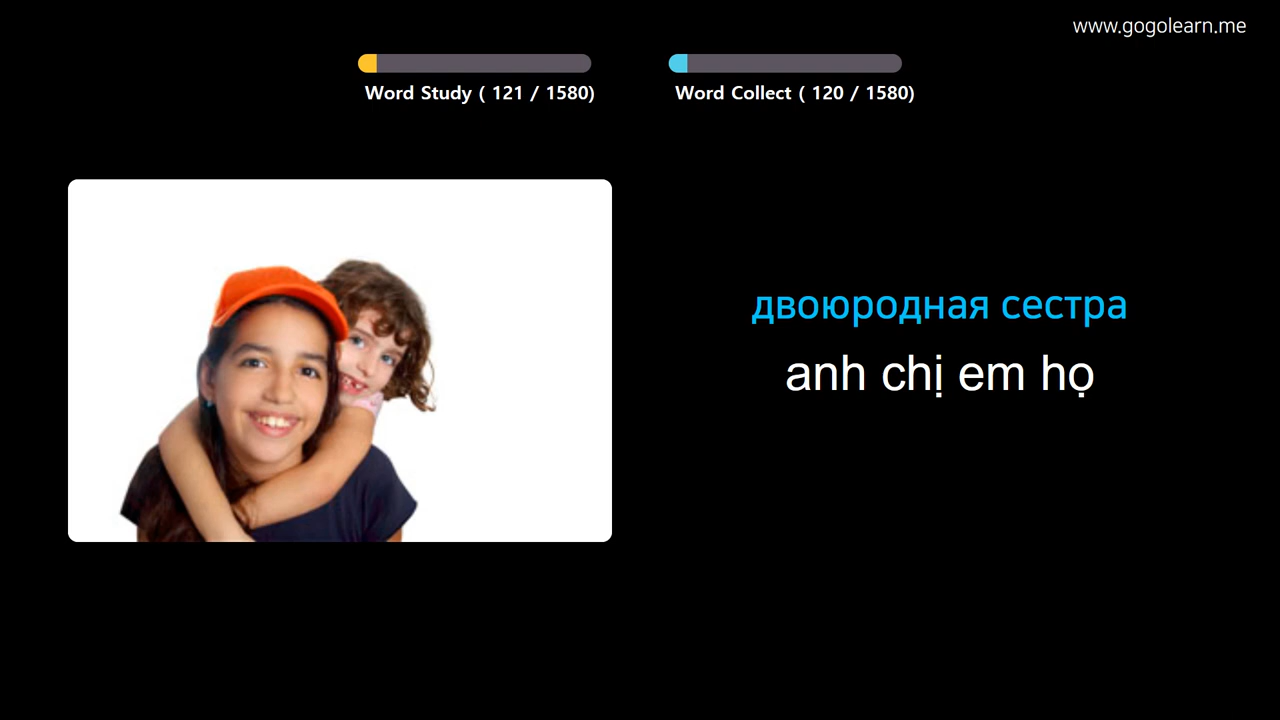 www.gogolearn.me
Word Study ( 121 / 1580)
Word Collect ( 120 / 1580)
двоюродная сестра
anh chị em họ